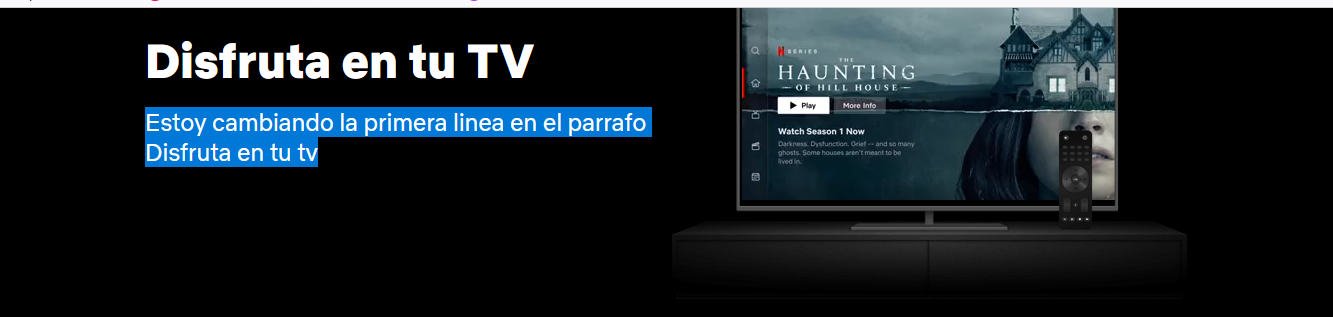 Disfruta en tu TV
Estoy cambiando la primera linea en el parrafo
Disfruta en tu tv
N SERIES
THE
HAUNTING
OF HILL HOUSE
Play
More Info
Watch Season 1 Now
Darkness. Dysfunction. Grief -- and so many
ghosts. Some houses aren't meant to be
lived in.